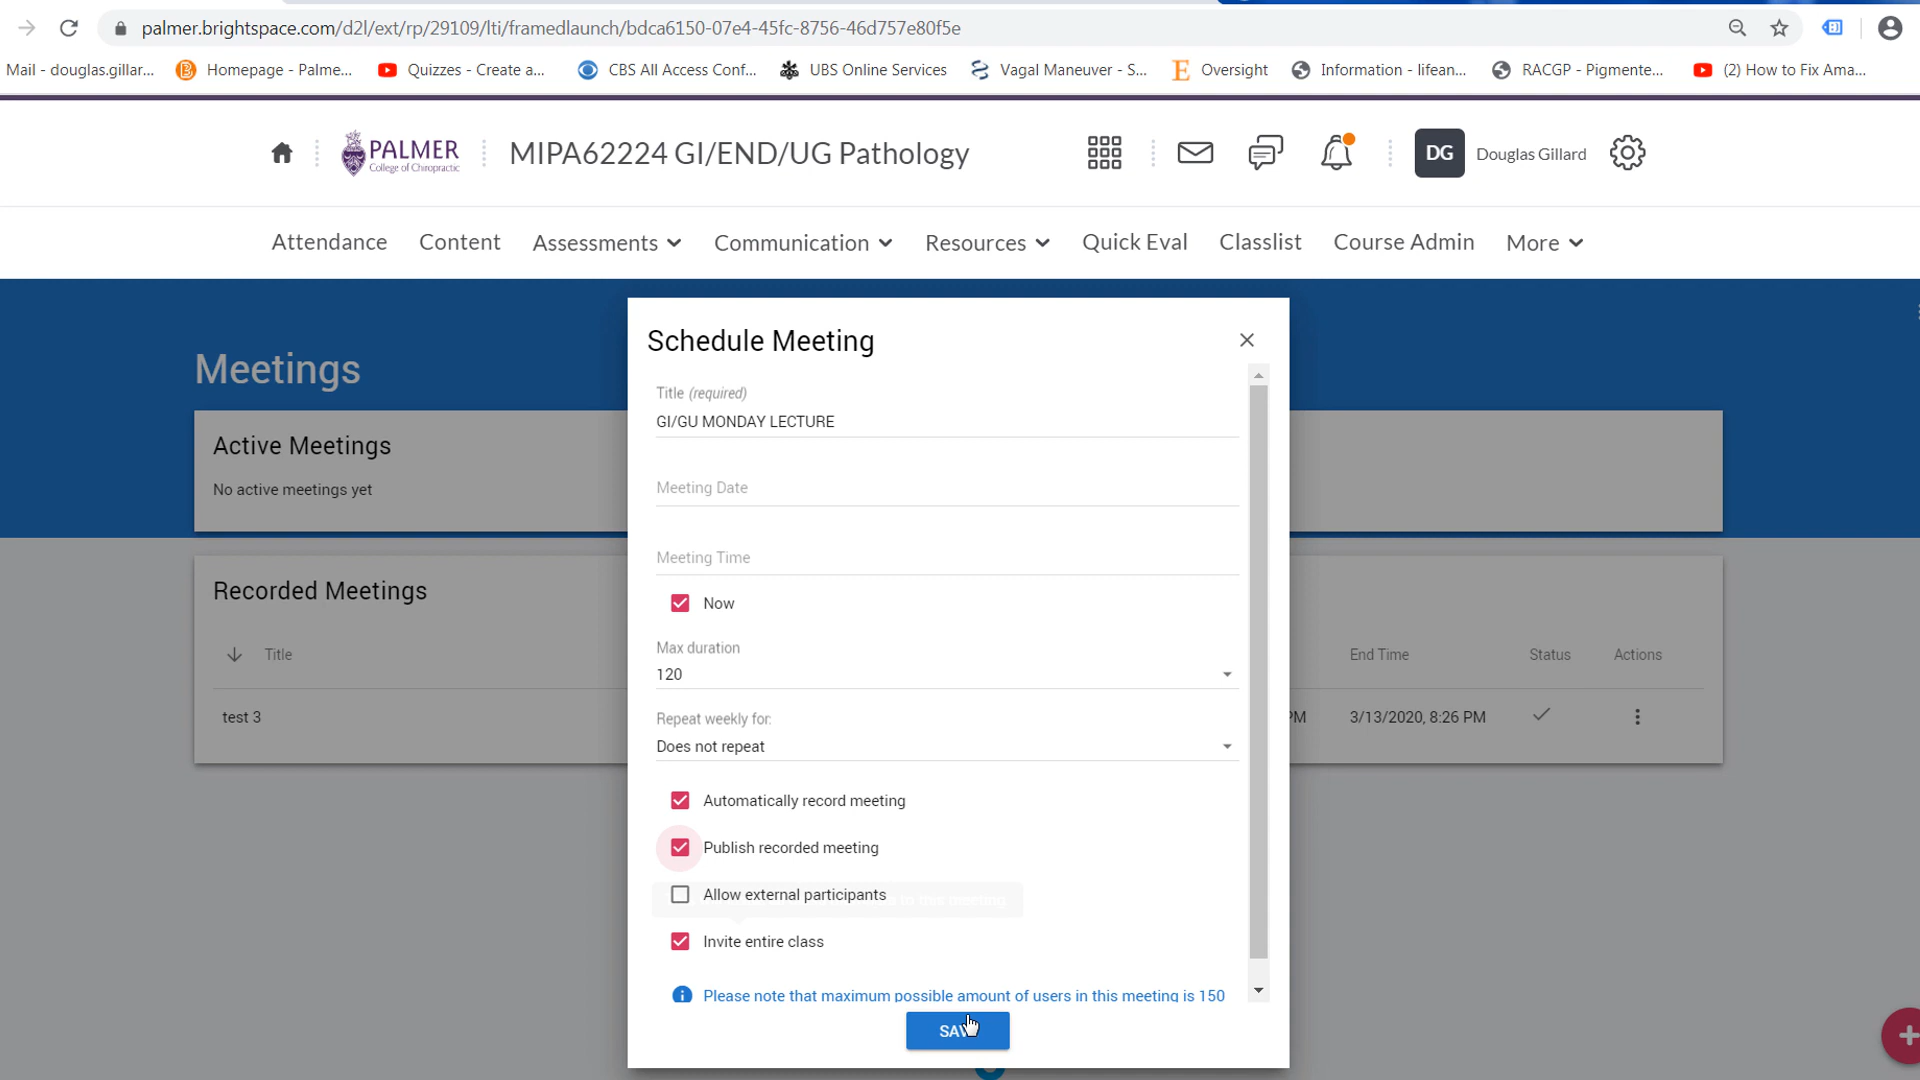 palmer.brightspace.com/d2l/ext/rp/29109/lti/framedlaunch/bdca6150-07e4-45fc-8756-46d757e80f5e
Mail - douglas.gillar... Homepage - Palme... Quizzes - Create a... CBS All Access Conf... UBS Online Services Vagal Maneuver - S... Oversight Information - lifean... RACGP - Pigmente... (2) How to Fix Ama...
PALMER College of Chiropractic MIPA62224 GI/END/UG Pathology DG Douglas Gillard
Attendance Content Assessments Communication Resources Quick Eval Classlist Course Admin More
Schedule Meeting
Title (required)
GI/GU MONDAY LECTURE
Meeting Date
Meeting Time
Now
Max duration
120
Repeat weekly for:
Does not repeat
Automatically record meeting
Publish recorded meeting
Allow external participants
Invite entire class
Please note that maximum possible amount of users in this meeting is 150
Meetings
Active Meetings
No active meetings yet
Recorded Meetings
Title End Time Status Actions
test 3 PM 3/13/2020, 8:26 PM